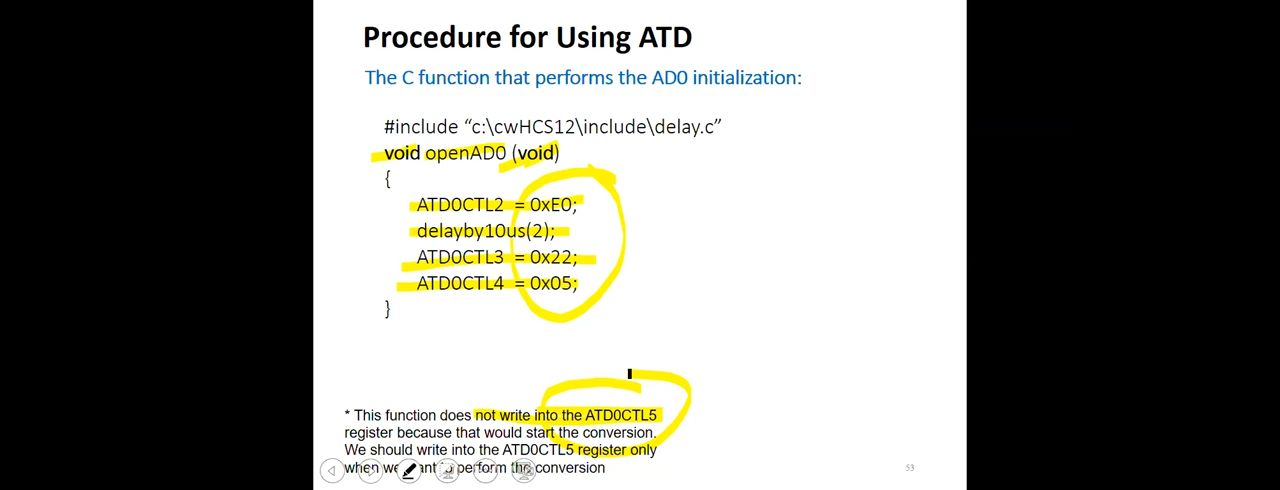 Procedure for Using ATD
The C function that performs the AD0 initialization:
#include “c:\cwHCS12\include\delay.c”
void openAD0 (void)
{
ATD0CTL2 = 0xE0;
delayby10us(2);
ATD0CTL3 = 0x22;
ATD0CTL4 = 0x05;
}
* This function does not write into the ATD0CTL5
register because that would start the conversion.
We should write into the ATD0CTL5 register only
when we perform the conversion
53